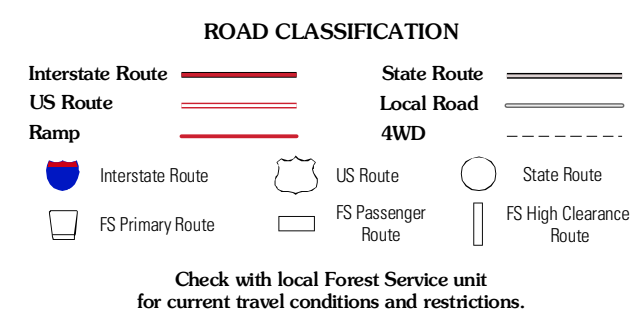 ROAD CLASSIFICATION
Interstate Route
State Route
US Route
Local Road
Ramp
4WD
Interstate Route
US Route
State Route
FS Primary Route
FS Passenger
Route
FS High Clearance
Route
Check with local Forest Service unit
for current travel conditions and restrictions.